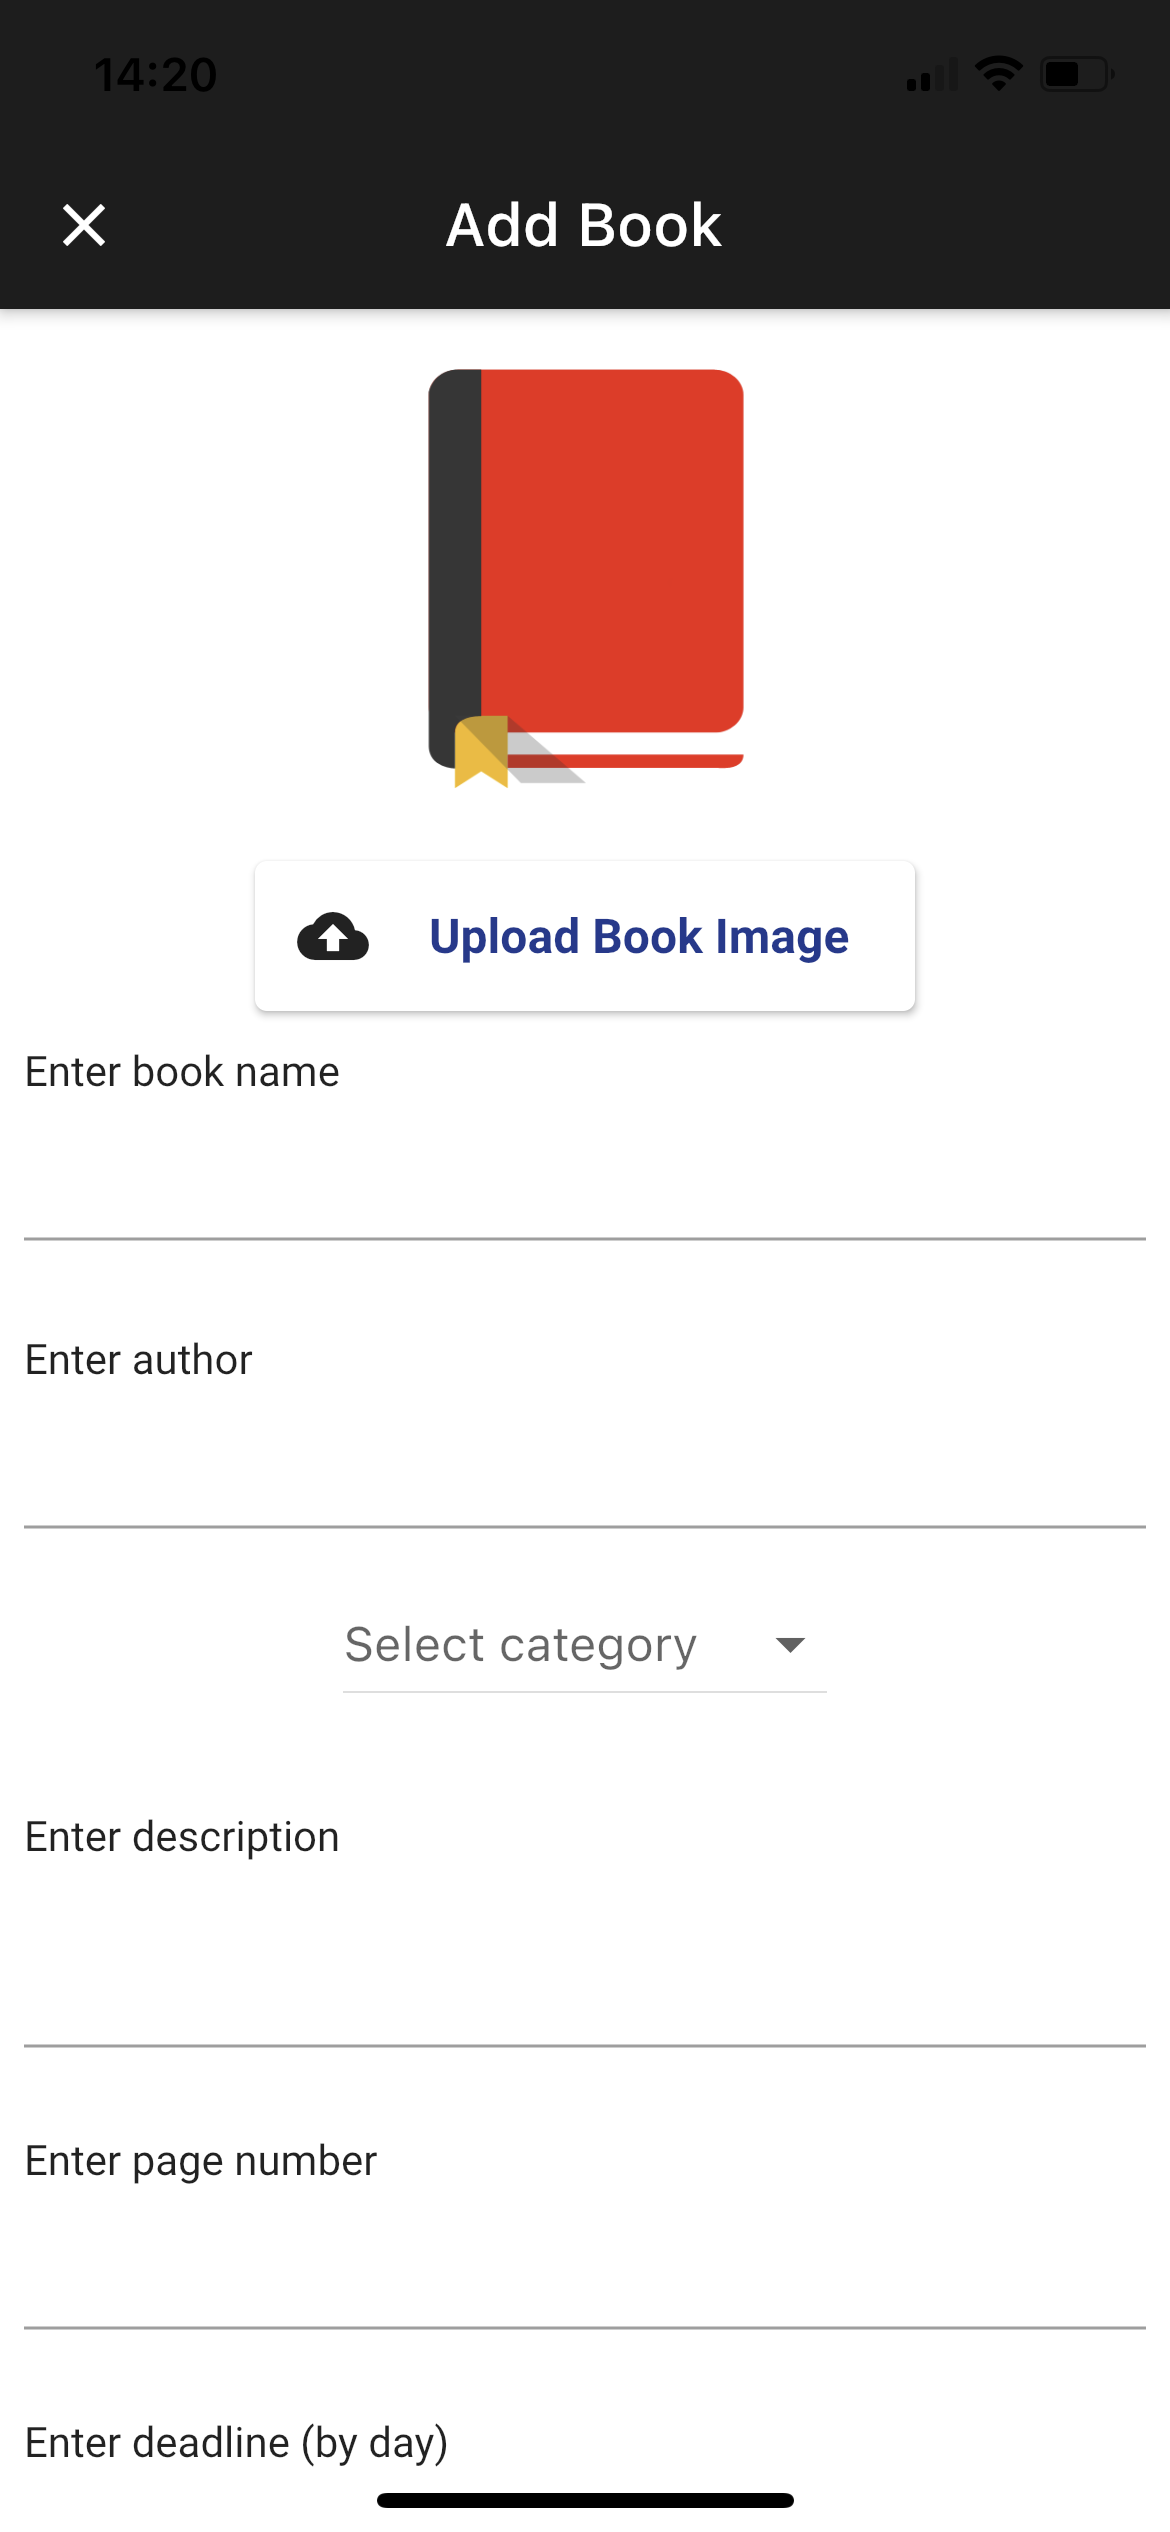 14:20
Add Book
Upload Book Image
Enter book name
Enter author
Select category
Enter description
Enter page number
Enter deadline (by day)